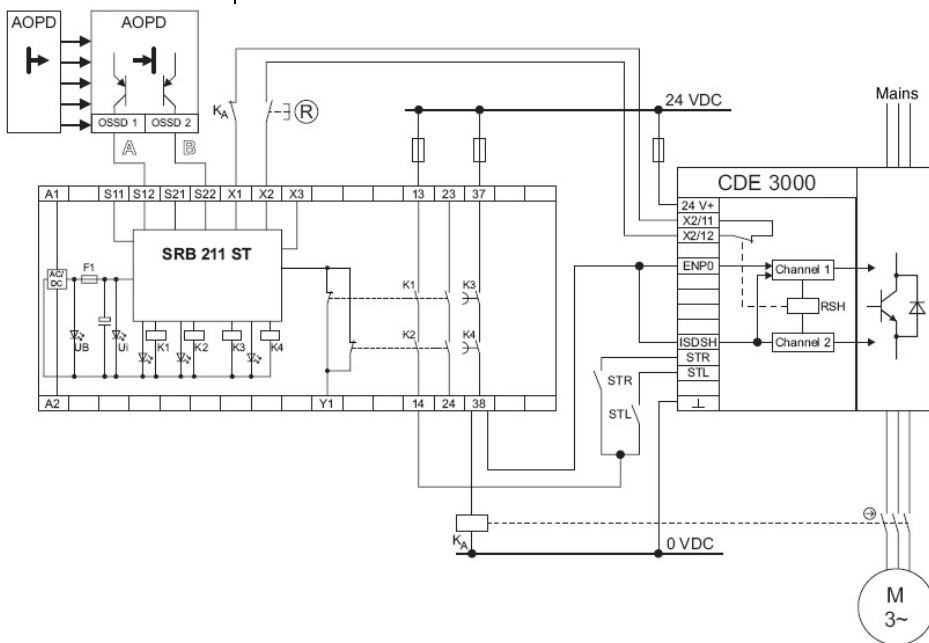 AOPD AOPD
OSSD 1 OSSD 2
A B
KA R
24 VDC
Mains
CDE 3000
A1 S11 S12 S21 S22 X1 X2 X3 13 23 37
24 V+
X2/11
X2/12
SRB 211 ST
ENP0
Channel 1
AC/
DC
F1
K1 K3
RSH
UB Ui K1 K2 K3 K4
K2 K4
ISDSH
Channel 2
STR
STL
STR
STL
A2 Y1 14 24 38
KA
0 VDC
M
3~